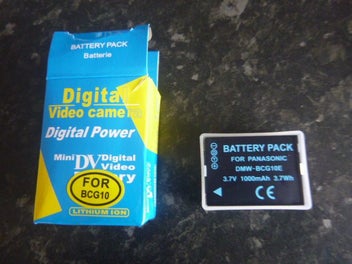 BATTERY PACK
Batterie
Digital
Video camera
Digital Power
Mini DV Digital
Video
FOR
BCG10
LITHIUM ION
BATTERY PACK
FOR PANASONIC
DMW-BCG10E
3.7V 1000mAh 3.7Wh
CE